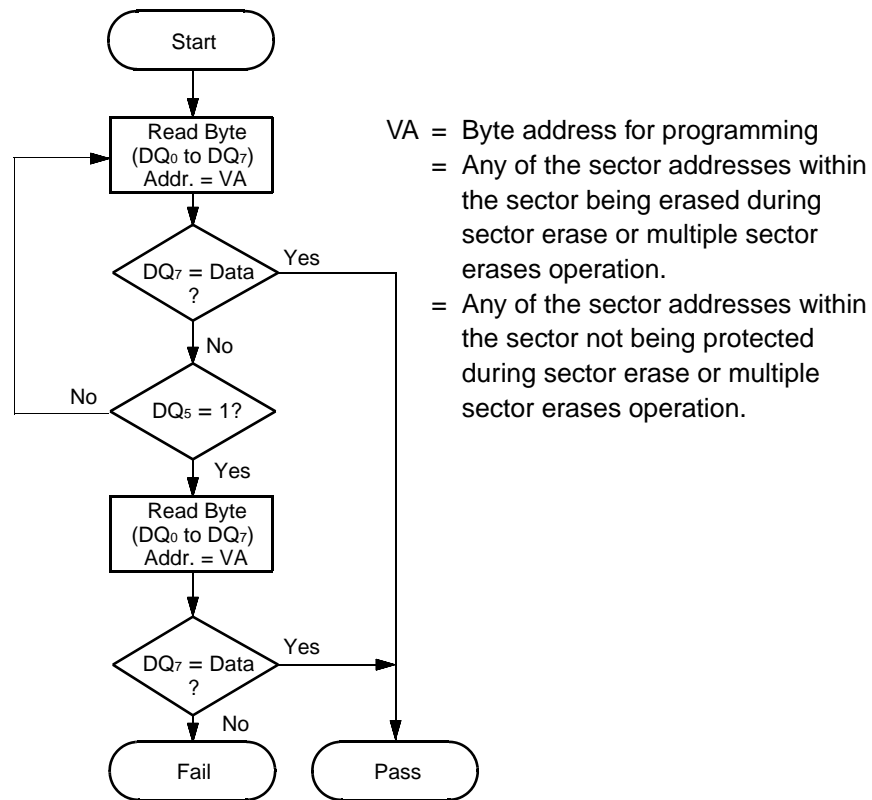 Start
Read Byte
(DQ0 to DQ7)
Addr. = VA
DQ7 = Data
?
Yes
No
DQ5 = 1?
No
Yes
Read Byte
(DQ0 to DQ7)
Addr. = VA
DQ7 = Data
?
Yes
No
Fail
Pass
VA = Byte address for programming
= Any of the sector addresses within
the sector being erased during
sector erase or multiple sector
erases operation.
= Any of the sector addresses within
the sector not being protected
during sector erase or multiple
sector erases operation.